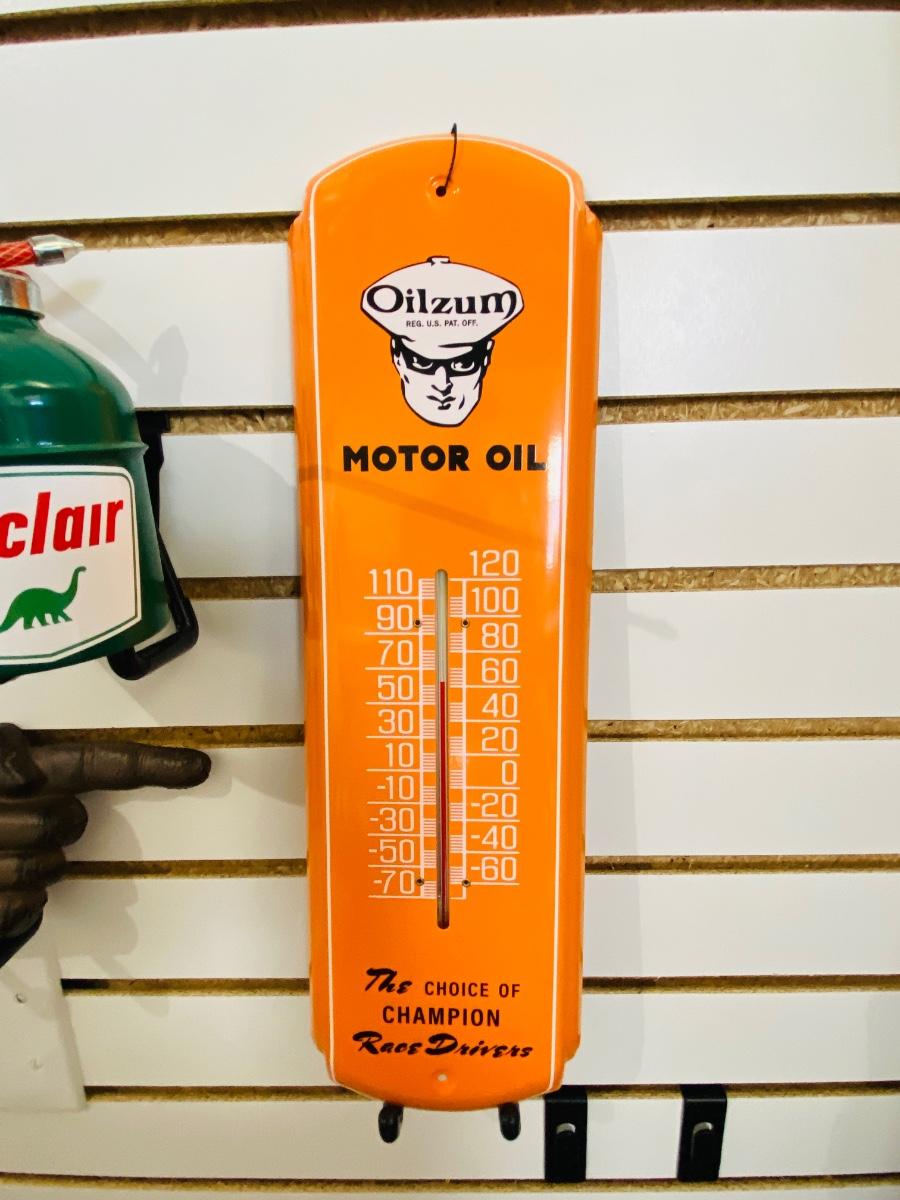 Oilzum
REG. U.S. PAT. OFF.
MOTOR OIL
clair
120
110
100
90
80
70
60
50
40
30
20
10
0
-10
-20
-30
-40
-50
-60
-70
The CHOICE OF
CHAMPION
Race Drivers